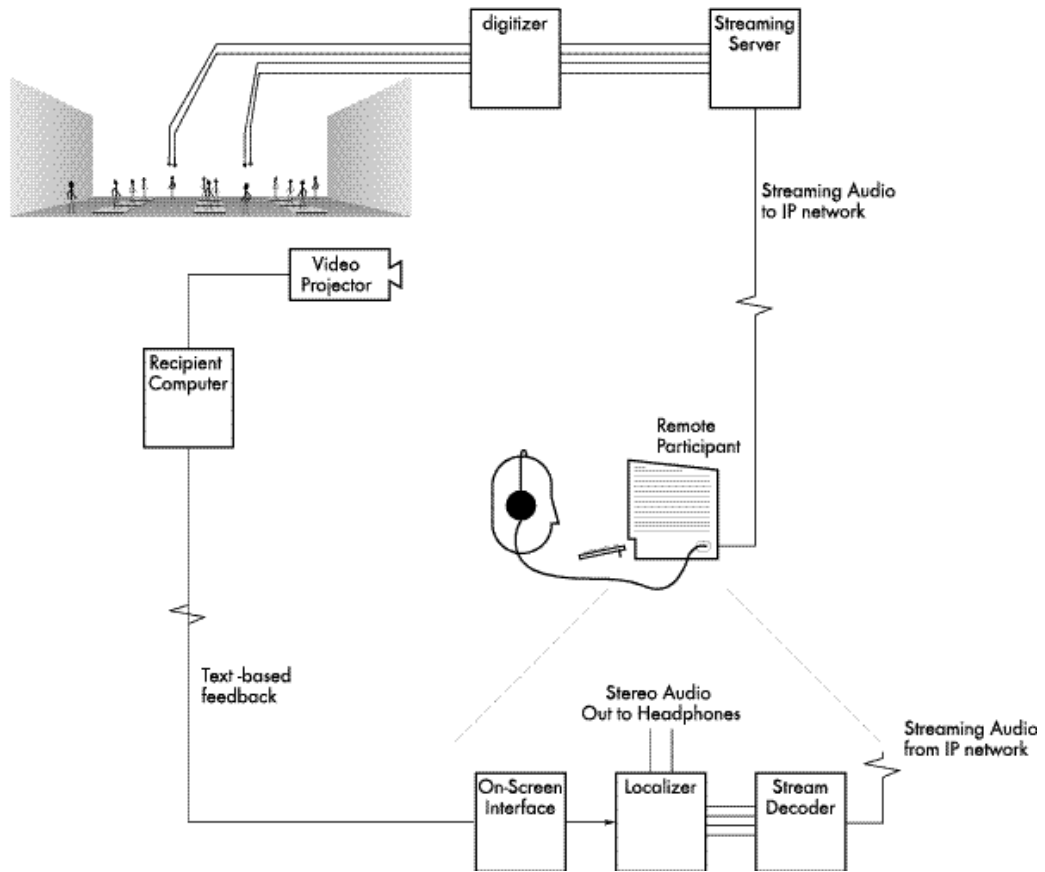 digitizer
Streaming
Server
Streaming Audio
to IP network
Video
Projector
Recipient
Computer
Remote
Participant
Text -based
feedback
Stereo Audio
Out to Headphones
Streaming Audio
from IP network
On-Screen
Interface
Localizer
Stream
Decoder